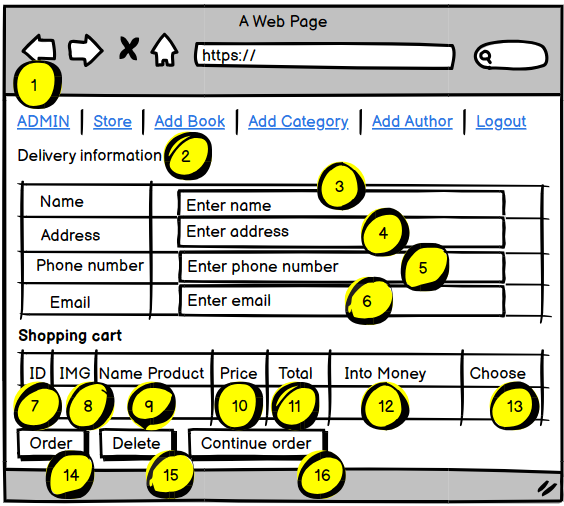 A Web Page
https://
1
ADMIN Store Add Book Add Category Add Author Logout
Delivery information 2
3
Name Enter name
Address Enter address 4
Phone number Enter phone number 5
Email Enter email 6
Shopping cart
ID IMG Name Product Price Total Into Money Choose
7 8 9 10 11 12 13
Order Delete Continue order
14 15 16